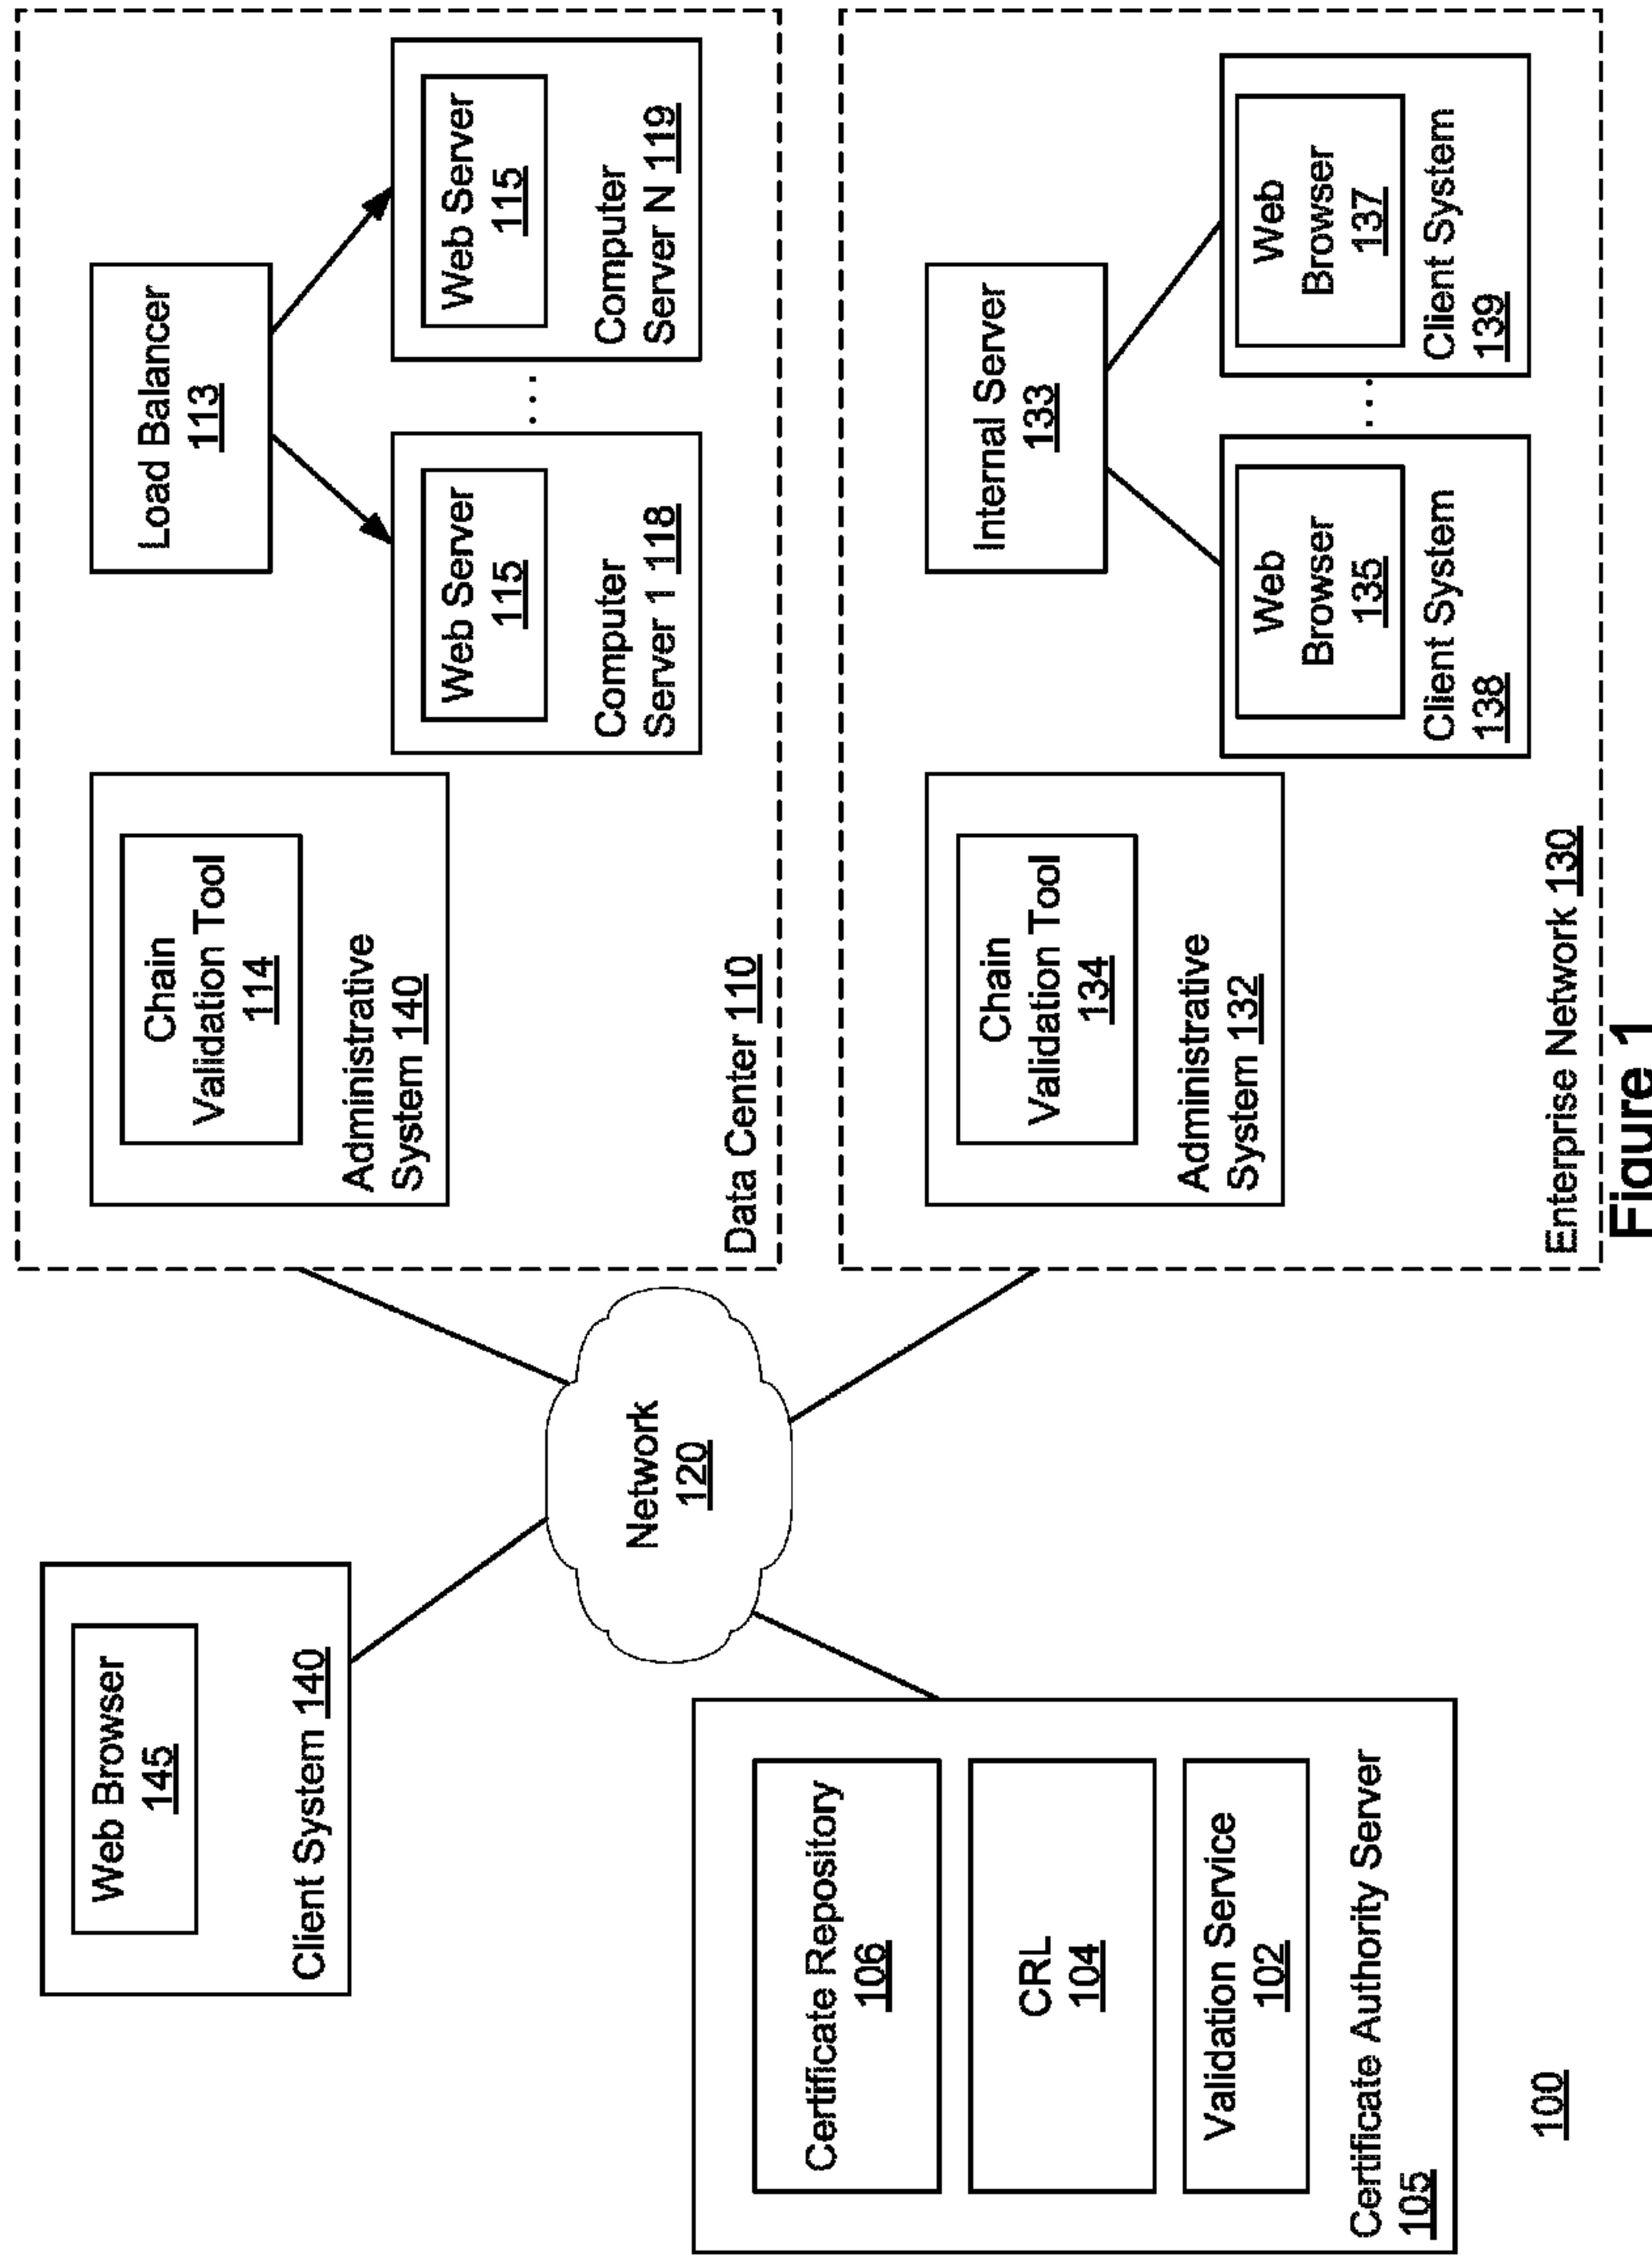 Web Browser
145
Client System 140
Certificate Repository
106
CRL
104
Validation Service
102
Certificate Authority Server
105
100
Network
120
Chain
Validation Tool
114
Administrative
System 140
Load Balancer
113
Web Server
115
Computer
Server 1 118
...
Web Server
115
Computer
Server N 119
Data Center 110
Chain
Validation Tool
134
Administrative
System 132
Internal Server
133
Web
Browser
135
Client System
138
...
Web
Browser
137
Client System
139
Enterprise Network 130
Figure 1